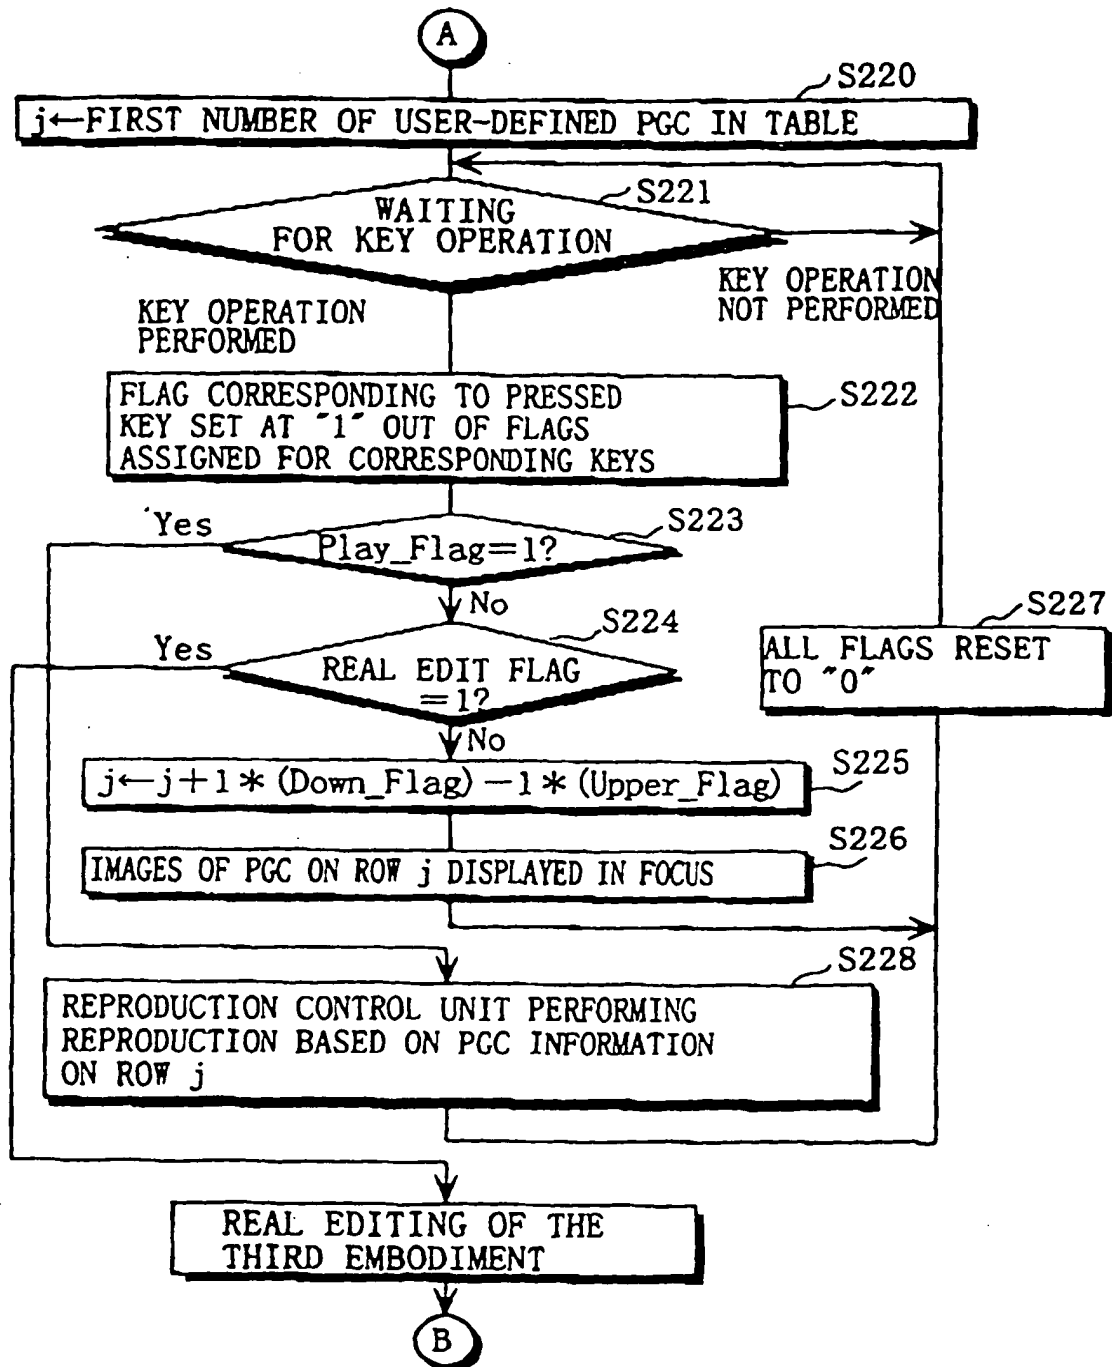 A
S220
j←FIRST NUMBER OF USER-DEFINED PGC IN TABLE
S221
WAITING
FOR KEY OPERATION
KEY OPERATION
NOT PERFORMED
KEY OPERATION
PERFORMED
S222
FLAG CORRESPONDING TO PRESSED
KEY SET AT "1" OUT OF FLAGS
ASSIGNED FOR CORRESPONDING KEYS
S223
Yes
Play_Flag=1?
No
S224
Yes
REAL EDIT FLAG
=1?
No
S227
ALL FLAGS RESET
TO "0"
S225
j←j+1*(Down_Flag)-1*(Upper_Flag)
S226
IMAGES OF PGC ON ROW j DISPLAYED IN FOCUS
S228
REPRODUCTION CONTROL UNIT PERFORMING
REPRODUCTION BASED ON PGC INFORMATION
ON ROW j
REAL EDITING OF THE
THIRD EMBODIMENT
B